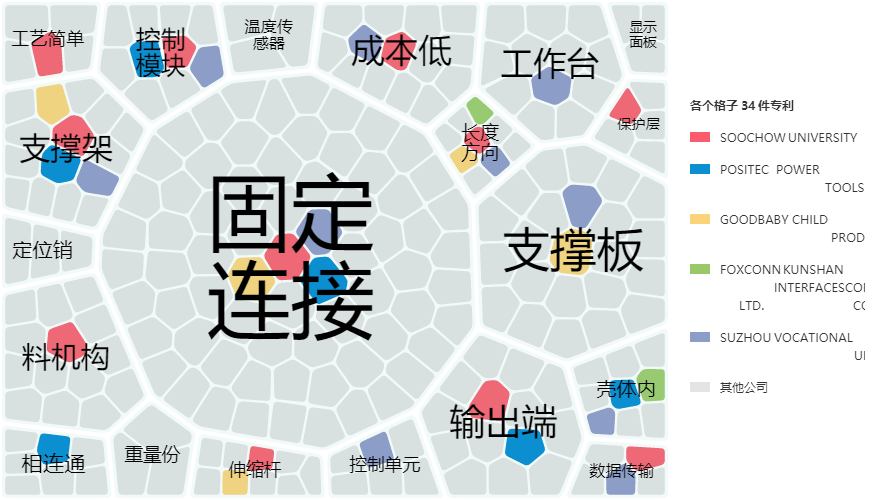 工艺简单
控制
模块
温度传
感器
成本低
工作台
显示
面板
支撑架
长度
方向
保护层
定位销
固定
连接
支撑板
料机构
壳体内
输出端
相连通
重量份
伸缩杆
控制单元
数据传输
各个格子 34 件专利
SOOCHOW UNIVERSITY
POSITEC POWER
TOOLS
GOODBABY CHILD
PROD
FOXCONN KUNSHAN
INTERFACESCO
LTD. CO
SUZHOU VOCATIONAL
UI
其他公司